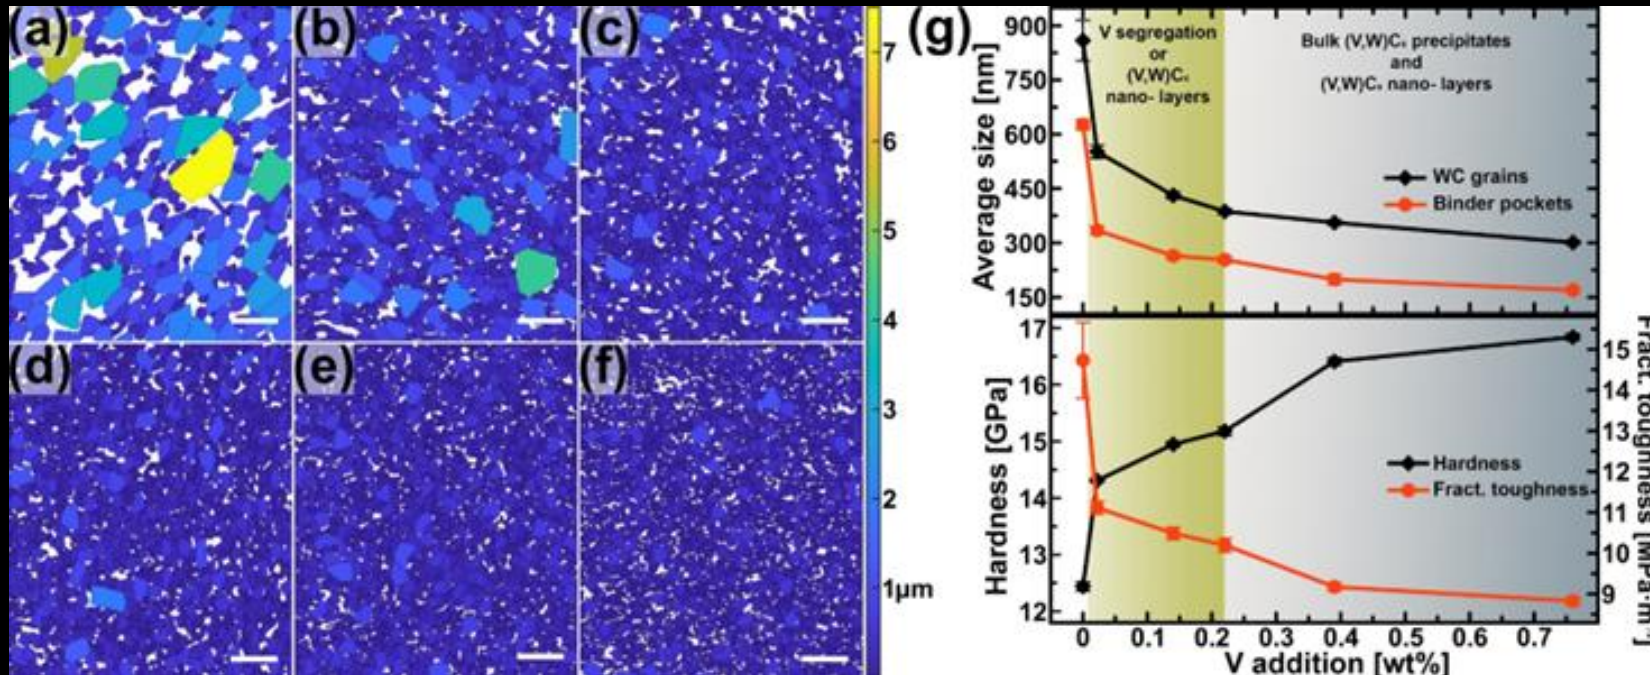 (a)
(b)
(c)
(d)
(e)
(f)
7
6
5
4
3
2
1μm
(g)
Average size [nm]
900
750
600
450
300
150
V segregation
or
(V,W)Cₓ
nano- layers
Bulk (V,W)Cₓ precipitates
and
(V,W)Cₓ nano- layers
WC grains
Binder pockets
Hardness [GPa]
17
16
15
14
13
12
Hardness
Fract. toughness
15
14
13
12
11
10
9
Fract. toughness
0 0.1 0.2 0.3 0.4 0.5 0.6 0.7
V addition [wt%]